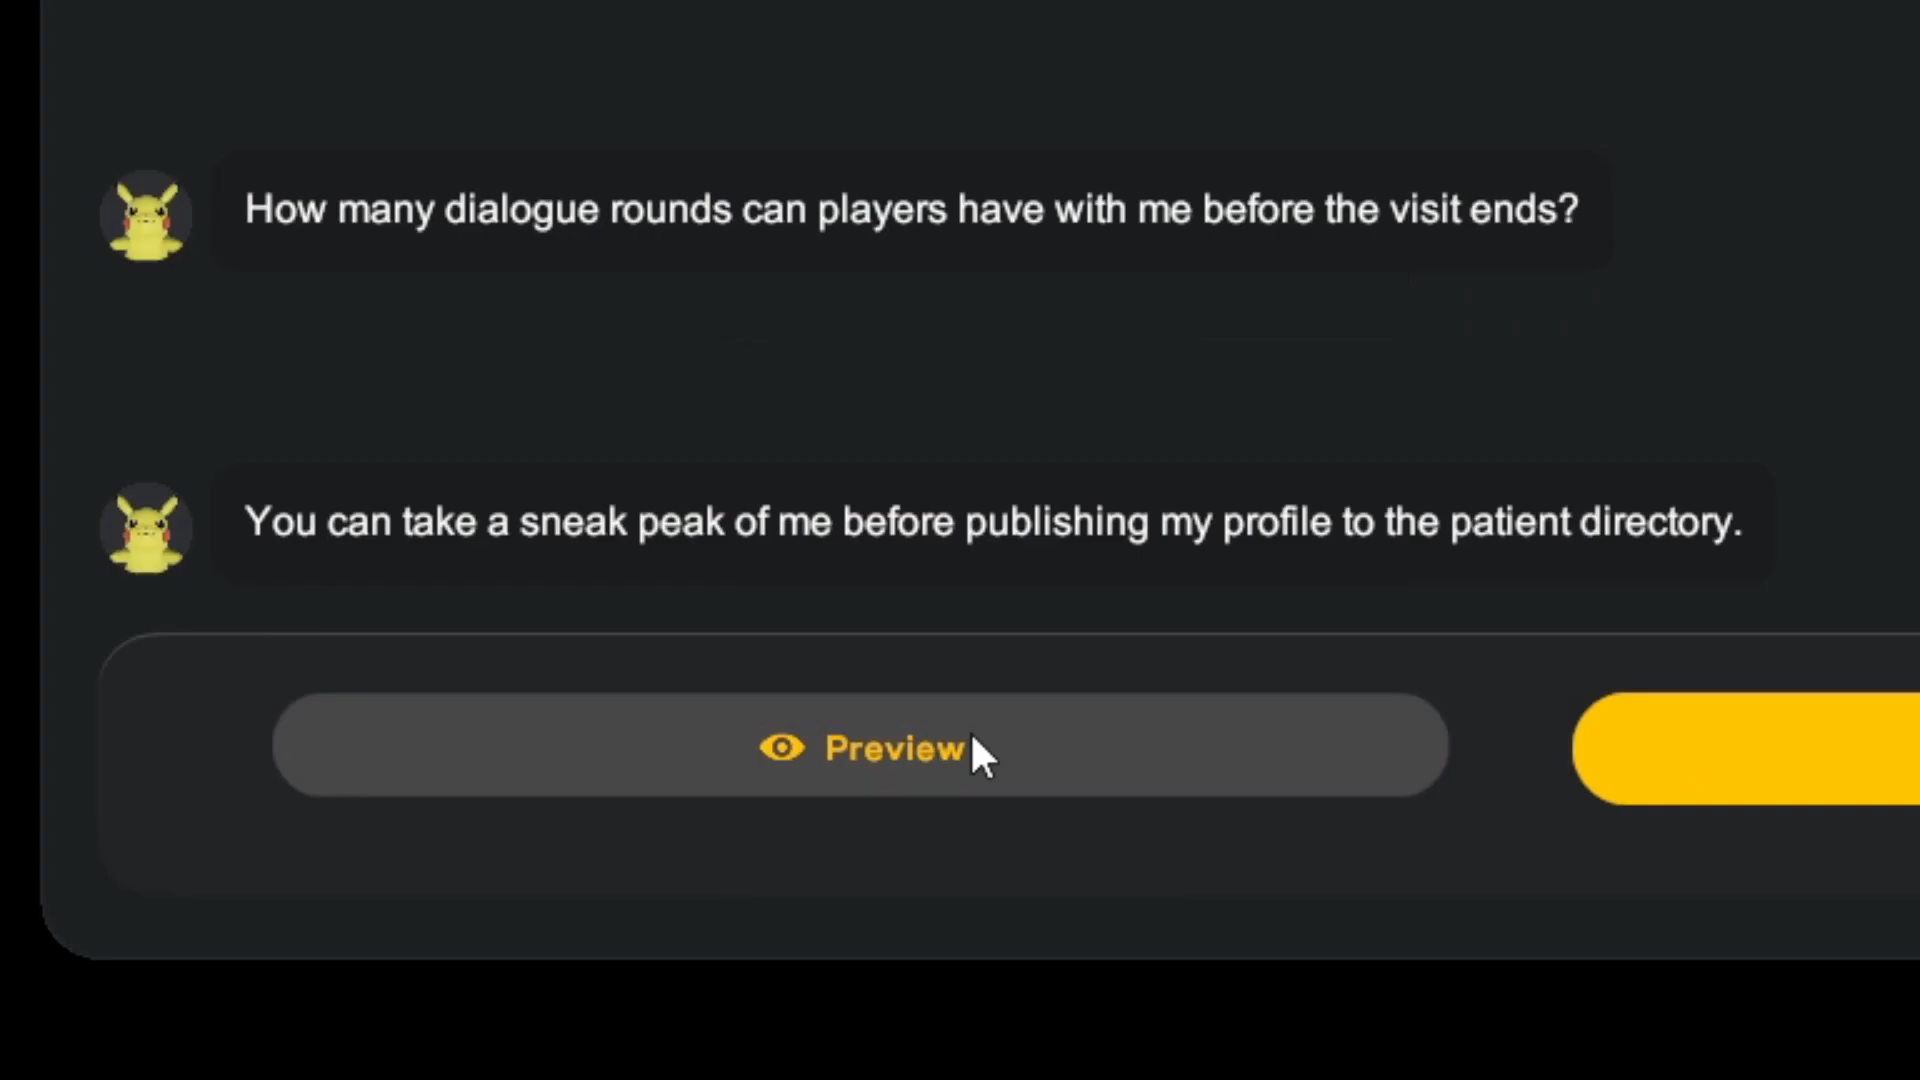 How many dialogue rounds can players have with me before the visit ends?
You can take a sneak peak of me before publishing my profile to the patient directory.
Preview